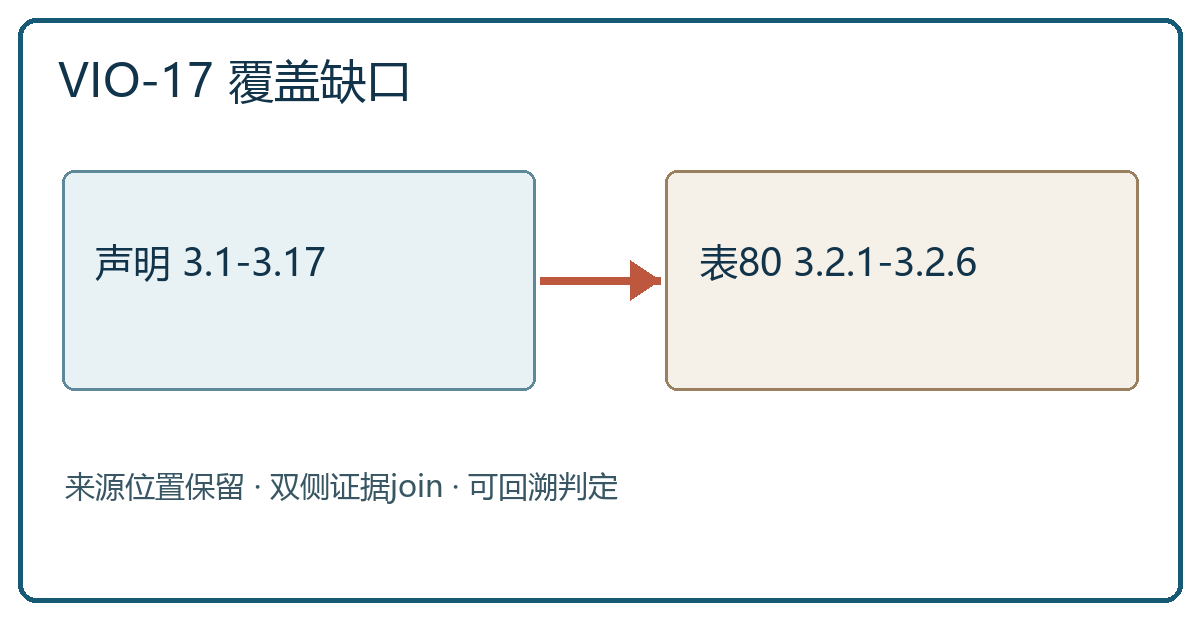 VIO-17 覆盖缺口
声明 3.1-3.17
表80 3.2.1-3.2.6
来源位置保留 · 双侧证据join · 可回溯判定